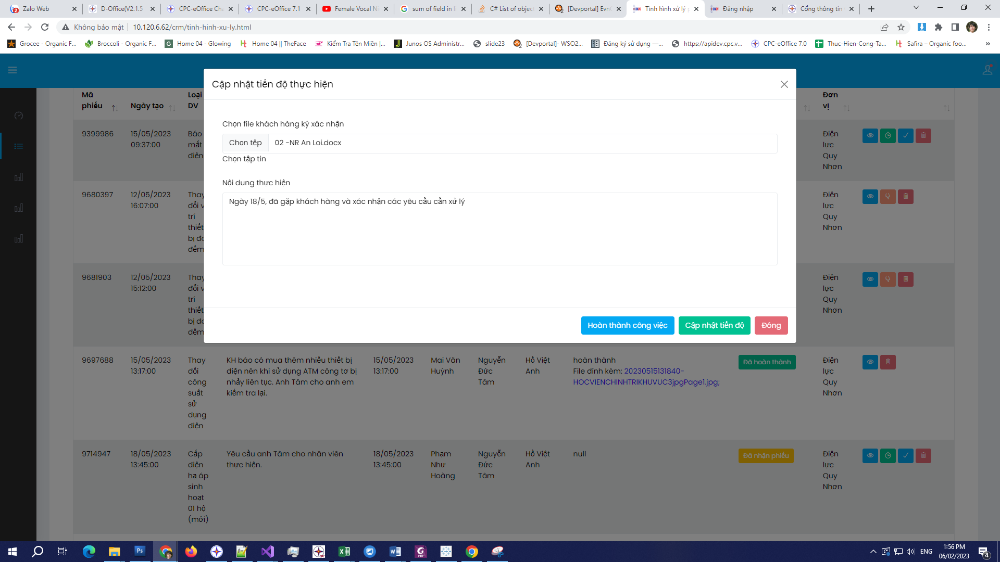 Zalo Web
D-Office(V2.1.5
CPC-eOffice Cha
CPC-eOffice 7.1
Female Vocal Ni
sum of field in li
C# List of object
[Devportal] Evn
Tình hình xử lý p
Đăng nhập
Cổng thông tin
Không bảo mật
10.120.6.62/crm/tinh-hinh-xu-ly.html
Grocee - Organic F...
Broccoli - Organic F...
Home 04 - Glowing
Home 04 || TheFace
Kiểm Tra Tên Miền |...
Junos OS Administr...
slide23
[Devportal]- WSO2...
Đăng ký sử dụng —...
https://apidev.cpc.v...
CPC-eOffice 7.0
Thuc-Hien-Cong-Ta...
Safira – Organic foo...
»
Cập nhật tiến độ thực hiện
Chọn file khách hàng ký xác nhận
Chọn tệp 02 -NR An Loi.docx
Chọn tập tin
Nội dung thực hiện
Ngày 18/5, đã gặp khách hàng và xác nhận các yêu cầu cần xử lý
Hoàn thành công việc
Cập nhật tiến độ
Đóng
Mã
phiếu
Ngày tạo
Loại
DV
Đơn
vị
9399986
15/05/2023
09:37:00
Báo
mất
điện
Điện
lực
Quy
Nhơn
9680397
12/05/2023
16:07:00
Thay
đổi v
trí
thiết
bị đo
đếm
Điện
lực
Quy
Nhơn
9681903
12/05/2023
15:12:00
Thay
đổi v
trí
thiết
bị đo
đếm
Điện
lực
Quy
Nhơn
9697688
15/05/2023
13:17:00
Thay
đổi
công
suất
sử
dụng
điện
KH báo có mua thêm nhiều thiết bị
điện nên khi sử dụng ATM công tơ bị
nhảy liên tục. Anh Tâm cho anh em
kiểm tra lại.
15/05/2023
13:17:00
Mai Văn
Huỳnh
Nguyễn
Đức
Tâm
Hồ Việt
Anh
hoàn thành
File đính kèm: 20230515131840-
HOCVIENCHINHTRIKHUVUC3jpgPage1.jpg;
Đã hoàn thành
Điện
lực
Quy
Nhơn
9714947
18/05/2023
13:45:00
Cấp
điện
hạ áp
sinh
hoạt
01 hộ
(mới)
Yêu cầu anh Tâm cho nhân viên
thực hiện.
18/05/2023
13:45:00
Phạm
Như
Hoàng
Nguyễn
Đức
Tâm
Hồ Việt
Anh
null
Đã nhận phiếu
Điện
lực
Quy
Nhơn
ENG
1:56 PM
06/02/2023
4